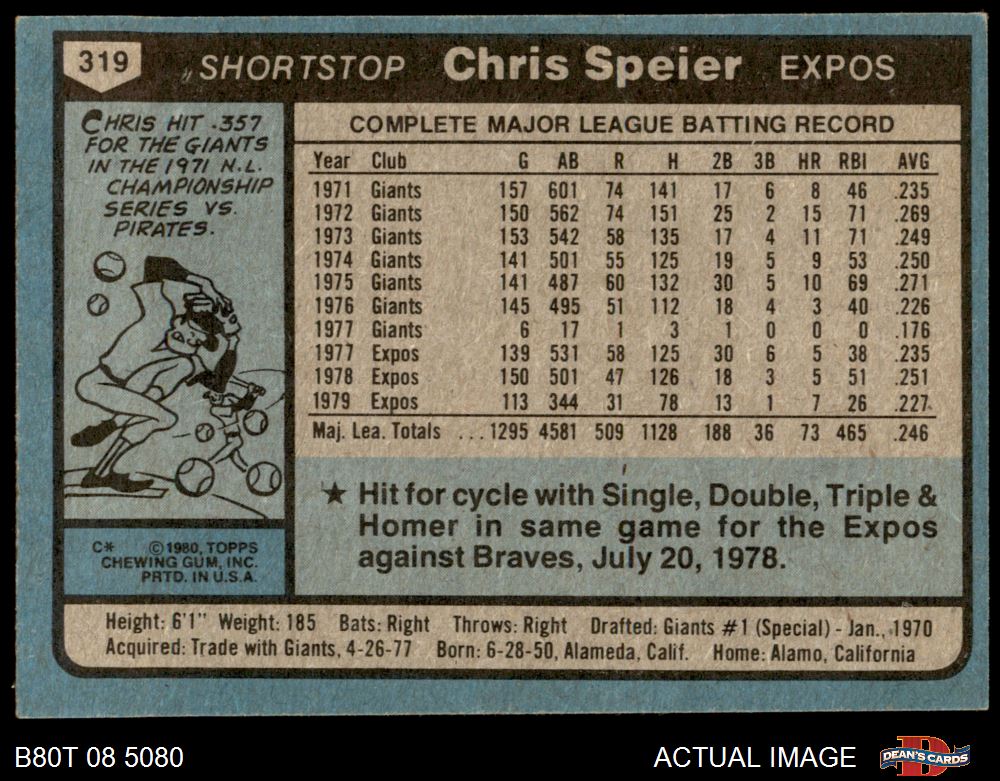 319
SHORTSTOP Chris Speier EXPOS
CHRIS HIT .357
FOR THE GIANTS
IN THE 1971 N.L.
CHAMPIONSHIP
SERIES VS.
PIRATES.
COMPLETE MAJOR LEAGUE BATTING RECORD
Year Club G AB R H 2B 3B HR RBI AVG
1971 Giants 157 601 74 141 17 6 8 46 .235
1972 Giants 150 562 74 151 25 2 15 71 .269
1973 Giants 153 542 58 135 17 4 11 71 .249
1974 Giants 141 501 55 125 19 5 9 53 .250
1975 Giants 141 487 60 132 30 5 10 69 .271
1976 Giants 145 495 51 112 18 4 3 40 .226
1977 Giants 6 17 1 3 1 0 0 0 .176
1977 Expos 139 531 58 125 30 6 5 38 .235
1978 Expos 150 501 47 126 18 3 5 51 .251
1979 Expos 113 344 31 78 13 1 7 26 .227
Maj. Lea. Totals ...1295 4581 509 1128 188 36 73 465 .246
★ Hit for cycle with Single, Double, Triple &
Homer in same game for the Expos
against Braves, July 20, 1978.
C* ©1980, TOPPS
CHEWING GUM, INC.
PRTD. IN U.S.A.
Height: 6'1" Weight: 185 Bats: Right Throws: Right Drafted: Giants #1 (Special) - Jan., 1970
Acquired: Trade with Giants, 4-26-77 Born: 6-28-50, Alameda, Calif. Home: Alamo, California
B80T 08 5080
ACTUAL IMAGE
DEAN'S CARDS